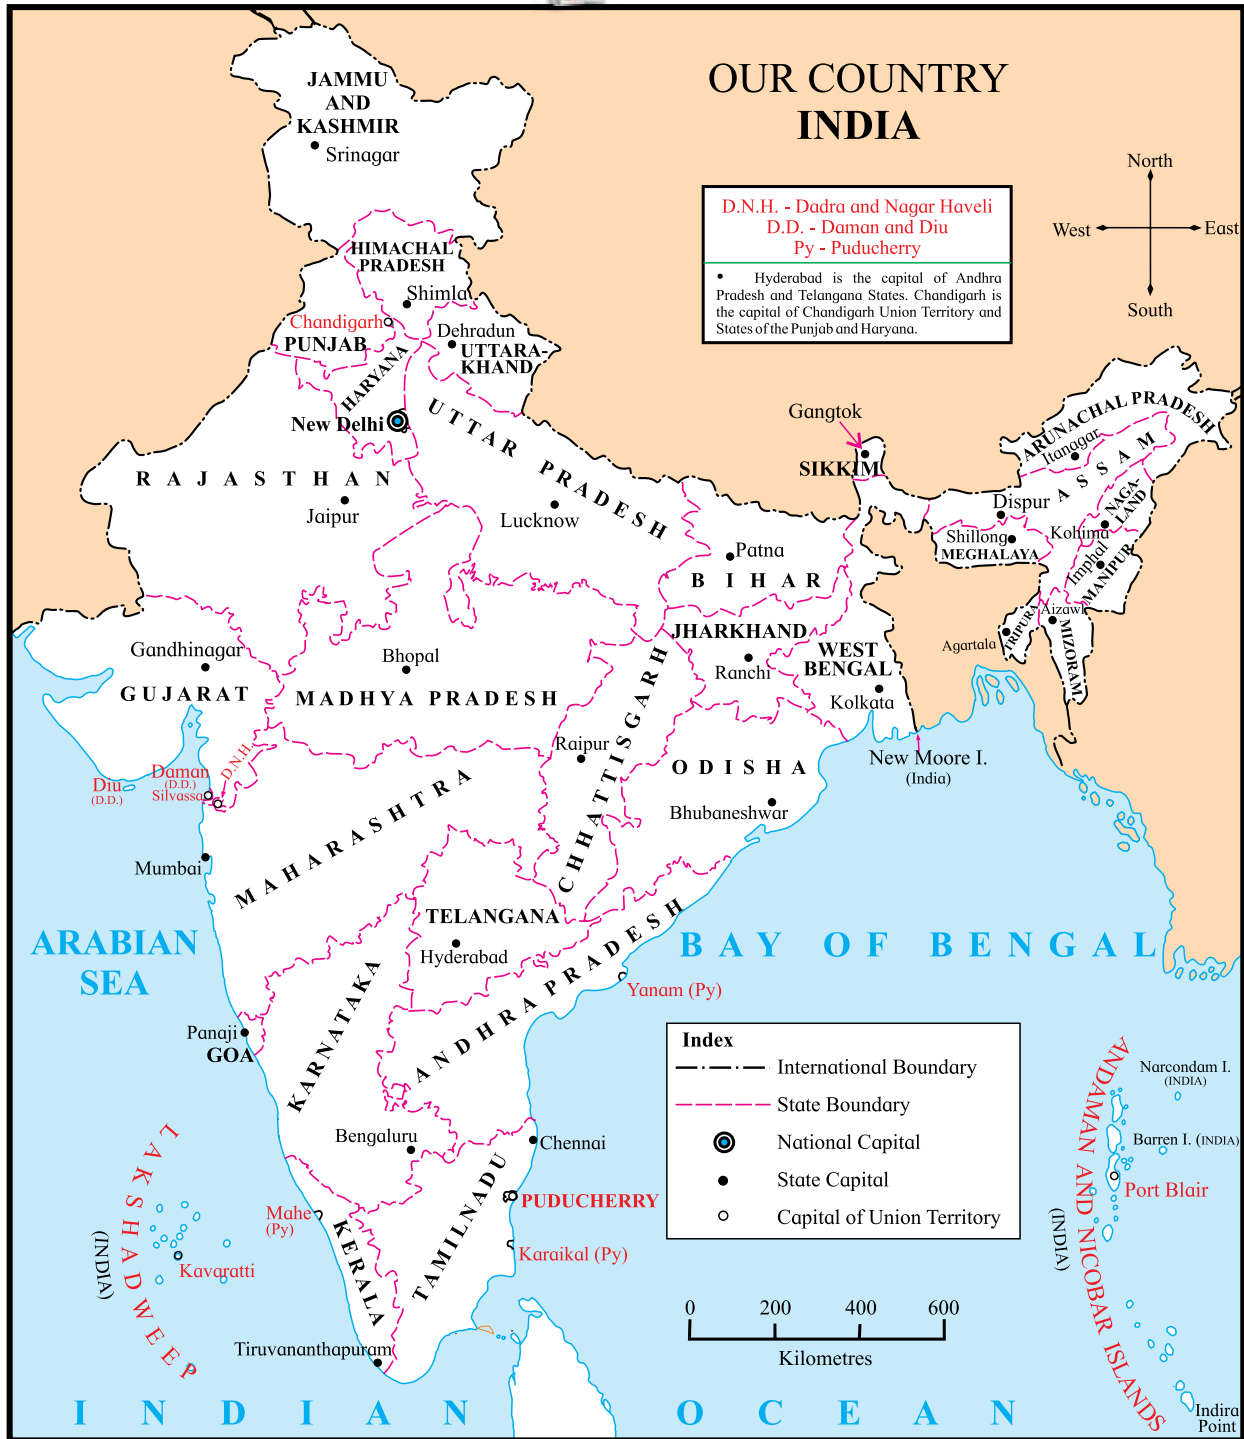 OUR COUNTRY
INDIA
North
West
East
South
D.N.H. - Dadra and Nagar Haveli
D.D. - Daman and Diu
Py - Puducherry
• Hyderabad is the capital of Andhra
Pradesh and Telangana States. Chandigarh is
the capital of Chandigarh Union Territory and
States of the Punjab and Haryana.
JAMMU
AND
KASHMIR
Srinagar
HIMACHAL
PRADESH
Shimla
Chandigarh
PUNJAB
Dehradun
UTTARA-
KHAND
HARYANA
New Delhi
UTTAR PRADESH
Lucknow
RAJASTHAN
Jaipur
Gangtok
SIKKIM
ARUNACHAL PRADESH
Itanagar
ASSAM
Dispur
NAGA-
LAND
Kohima
Shillong
MEGHALAYA
Imphal
MANIPUR
Aizawl
MIZORAM
TRIPURA
Agartala
Patna
BIHAR
JHARKHAND
Ranchi
WEST
BENGAL
Kolkata
New Moore I.
(India)
Gandhinagar
GUJARAT
Bhopal
MADHYA PRADESH
Raipur
CHHATTISGARH
ODISHA
Bhubaneshwar
Diu
(D.D.)
Daman
(D.D.)
Silvassa
D.N.H.
MAHARASHTRA
Mumbai
TELANGANA
Hyderabad
ANDHRA PRADESH
Yanam (Py)
ARABIAN
SEA
BAY OF BENGAL
Panaji
GOA
KARNATAKA
Bengaluru
Chennai
TAMILNADU
PUDUCHERRY
Karaikal (Py)
Mahe
(Py)
KERALA
Tiruvananthapuram
LAKSHADWEEP
(INDIA)
Kavaratti
Index
International Boundary
State Boundary
National Capital
State Capital
Capital of Union Territory
0 200 400 600
Kilometres
ANDAMAN AND NICOBAR ISLANDS
(INDIA)
Narcondam I.
(INDIA)
Barren I. (INDIA)
Port Blair
Indira
Point
INDIAN OCEAN